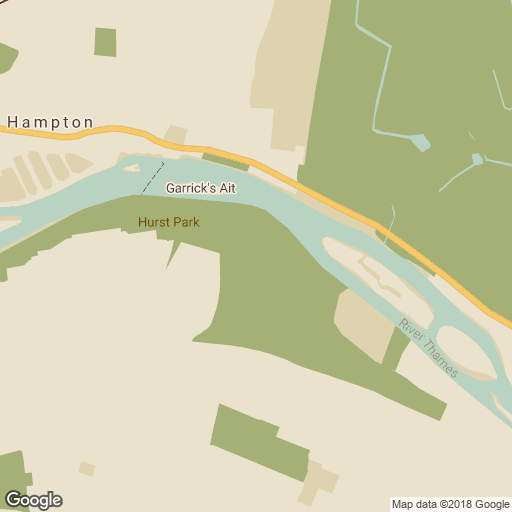 Hampton
Garrick's Ait
Hurst Park
River Thames
Google
Map data ©2018 Google